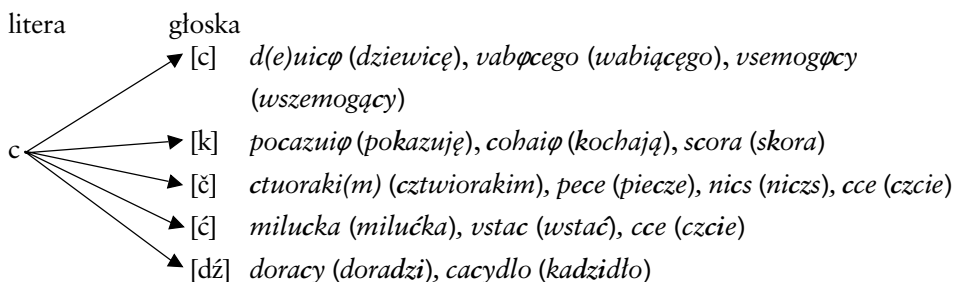 litera głoska
[c] d(e)uicφ (dziewicę), vabφcego (wabiącęgo), vsemogφcy
(wszemogący)
[k] pocazuiφ (pokazuję), cohaiφ (kochają), scora (skora)
c
[č] ctuoraki(m) (cztwiorakim), pece (piecze), nics (niczs), cce (czcie)
[ć] milucka (milućka), vstac (wstać), cce (czcie)
[dź] doracy (doradzi), cacydlo (kadzidło)